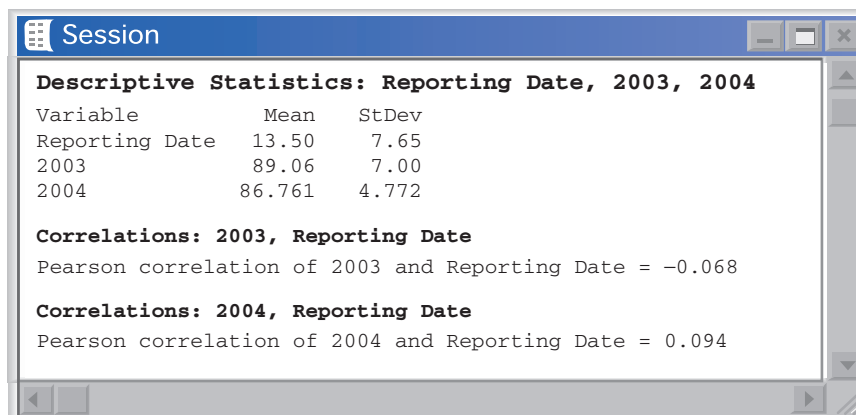 Session
Descriptive Statistics: Reporting Date, 2003, 2004
Variable Mean StDev
Reporting Date 13.50 7.65
2003 89.06 7.00
2004 86.761 4.772
Correlations: 2003, Reporting Date
Pearson correlation of 2003 and Reporting Date = −0.068
Correlations: 2004, Reporting Date
Pearson correlation of 2004 and Reporting Date = 0.094